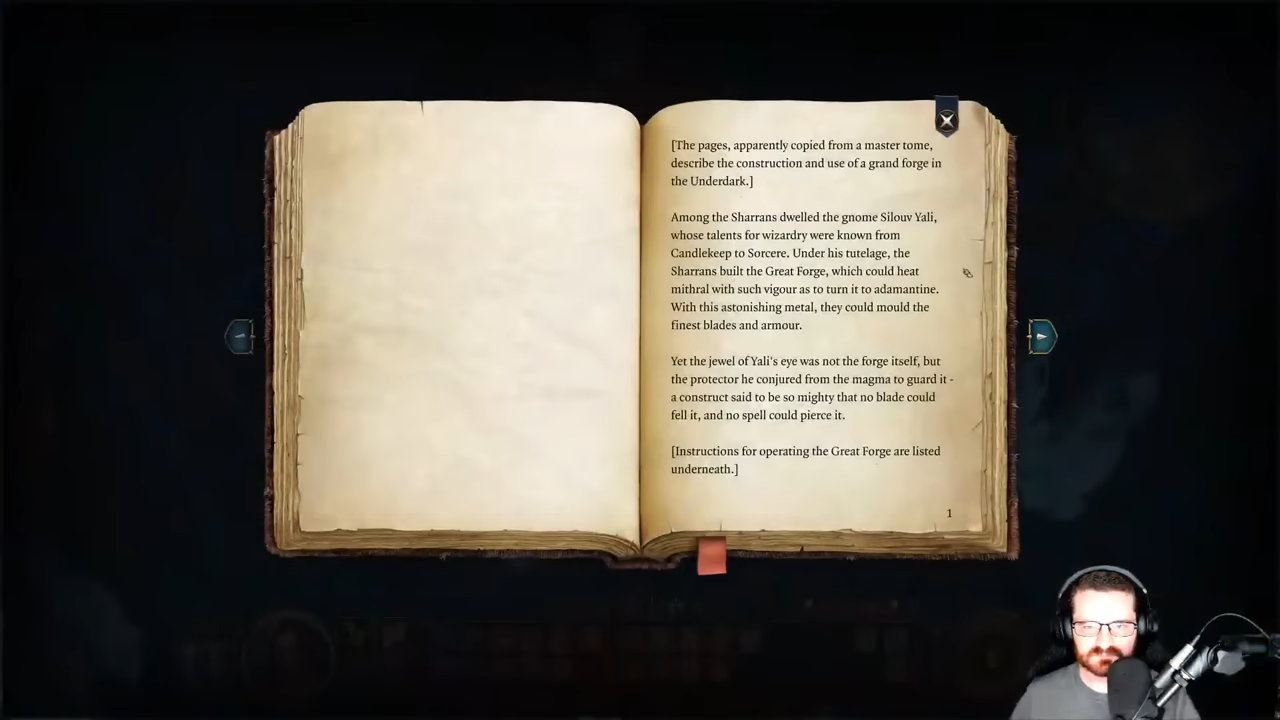 [The pages, apparently copied from a master tome,
describe the construction and use of a grand forge in
the Underdark.]
Among the Sharrans dwelled the gnome Silouv Yali,
whose talents for wizardry were known from
Candlekeep to Sorcere. Under his tutelage, the
Sharrans built the Great Forge, which could heat
mithral with such vigour as to turn it to adamantine.
With this astonishing metal, they could mould the
finest blades and armour.
Yet the jewel of Yali's eye was not the forge itself, but
the protector he conjured from the magma to guard it -
a construct said to be so mighty that no blade could
fell it, and no spell could pierce it.
[Instructions for operating the Great Forge are listed
underneath.]
1